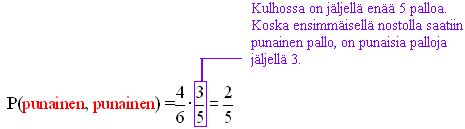 Kulhossa on jäljellä enää 5 palloa.
Koska ensimmäisellä nostolla saatiin
punainen pallo, on punaisia palloja
jäljellä 3.
P(punainen, punainen) = 4/6 · 3/5 = 2/5